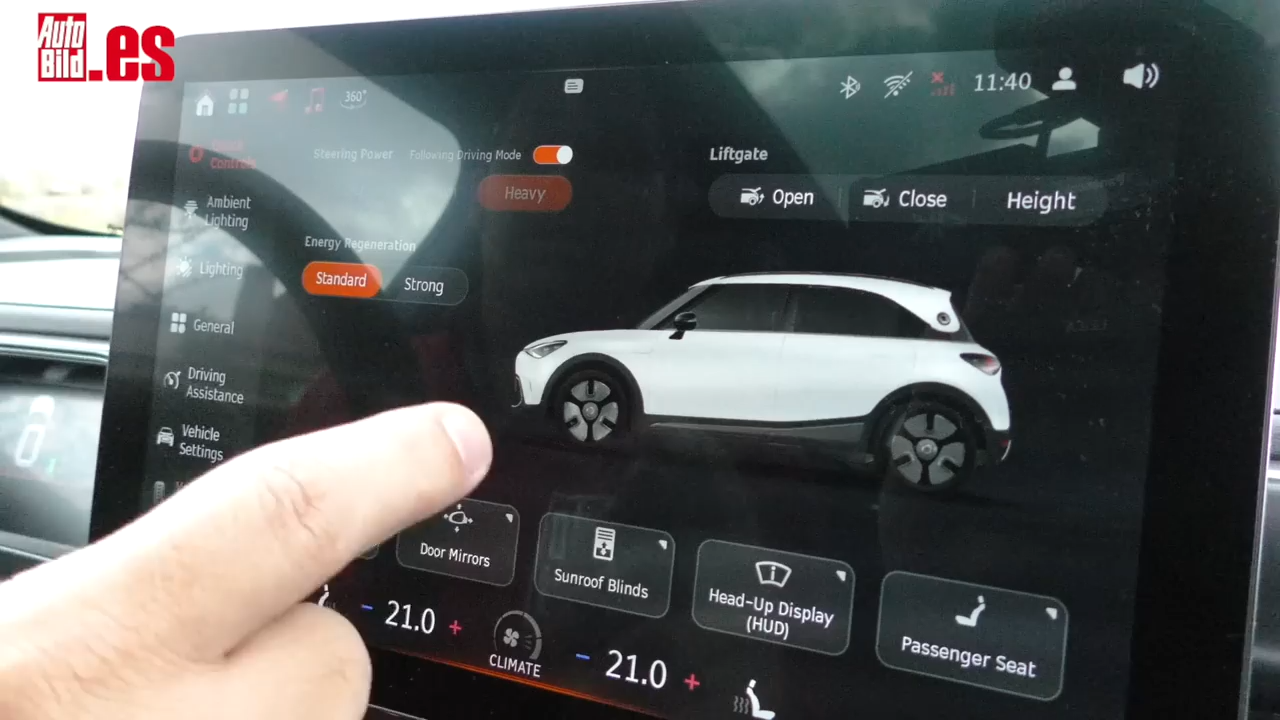 Auto
Bild.es
360°
11:40
Quick
Controls
Steering Power
Following Driving Mode
Liftgate
Heavy
Open
Close
Height
Ambient
Lighting
Energy Regeneration
Standard
Strong
Lighting
General
Driving
Assistance
Vehicle
Settings
Door Mirrors
Sunroof Blinds
Head-Up Display
(HUD)
Passenger Seat
- 21.0 +
CLIMATE
- 21.0 +